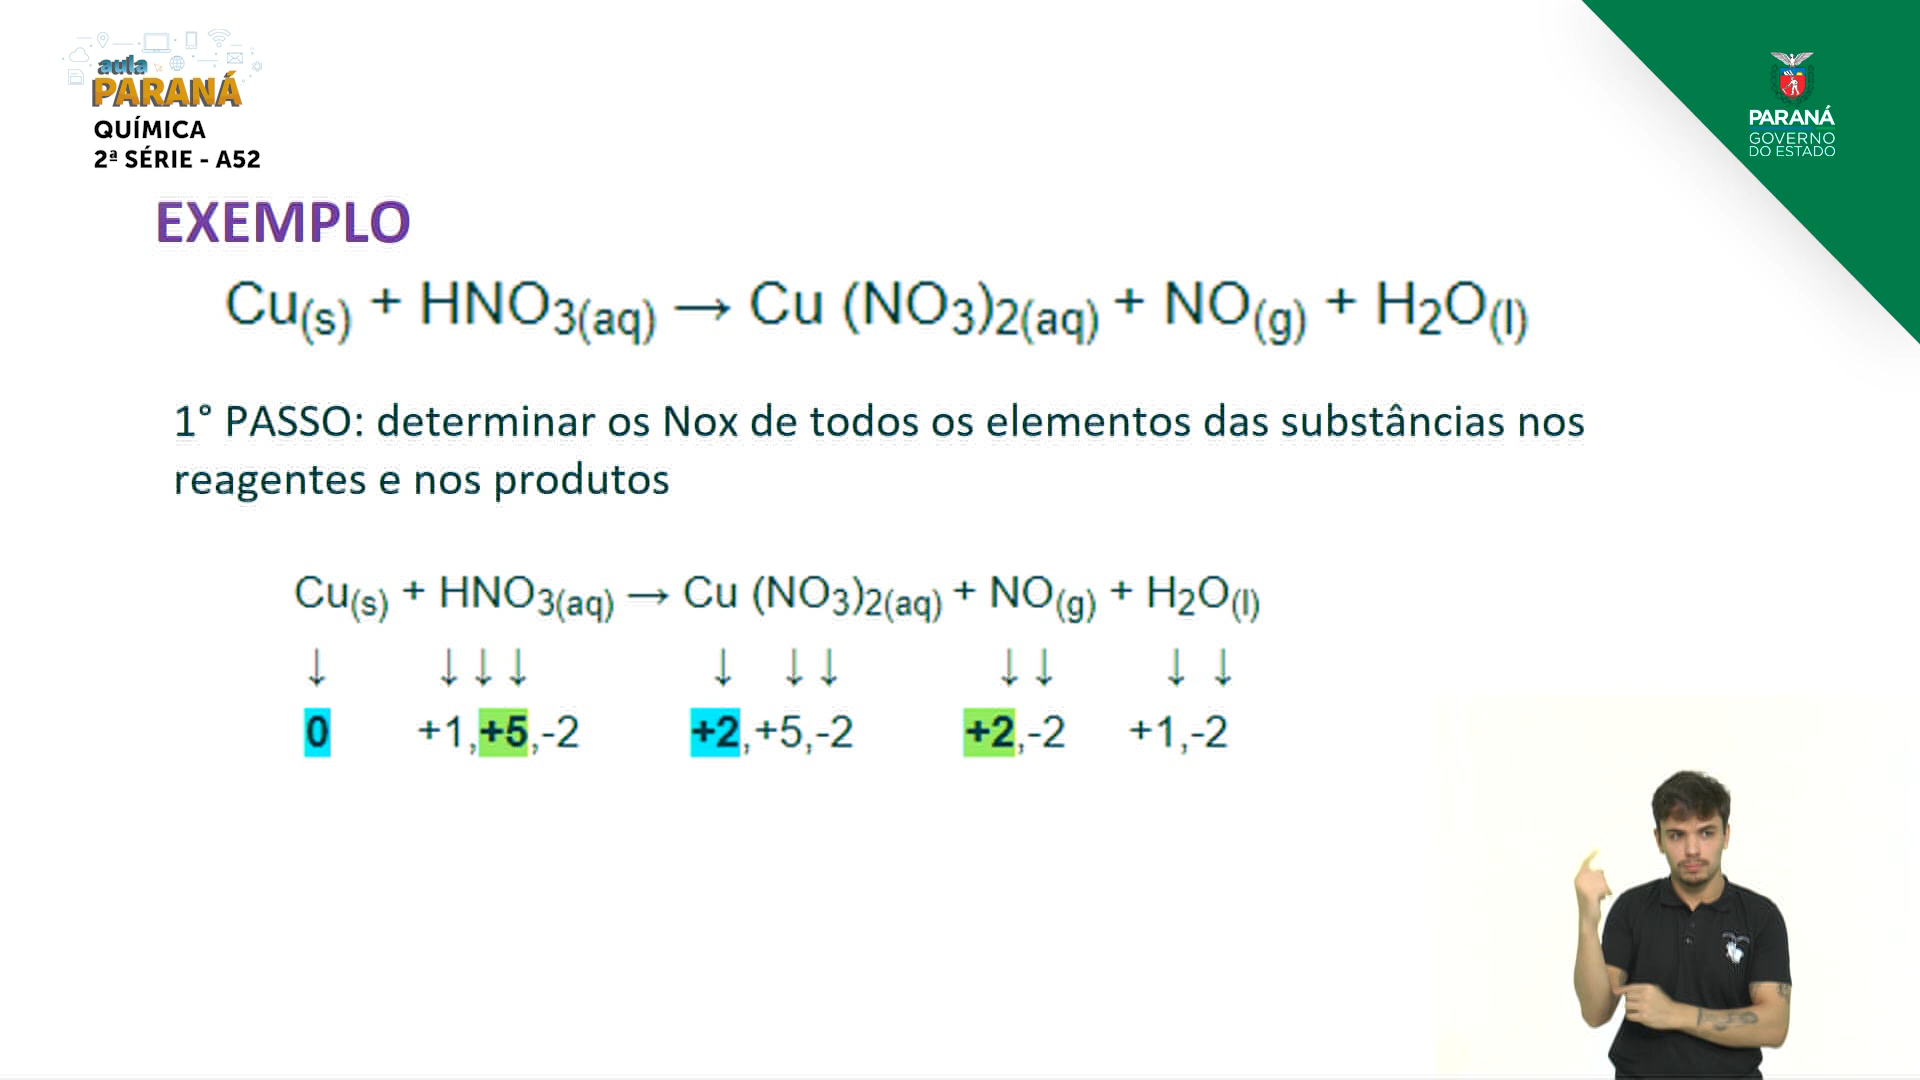 aula
PARANÁ
QUÍMICA
2ª SÉRIE - A52
PARANÁ
GOVERNO
DO ESTADO
EXEMPLO
Cu(s) + HNO3(aq) → Cu (NO3)2(aq) + NO(g) + H2O(l)
1° PASSO: determinar os Nox de todos os elementos das substâncias nos
reagentes e nos produtos
Cu(s) + HNO3(aq) → Cu (NO3)2(aq) + NO(g) + H2O(l)
↓ ↓↓↓ ↓ ↓↓ ↓↓ ↓ ↓
0 +1,+5,-2 +2,+5,-2 +2,-2 +1,-2